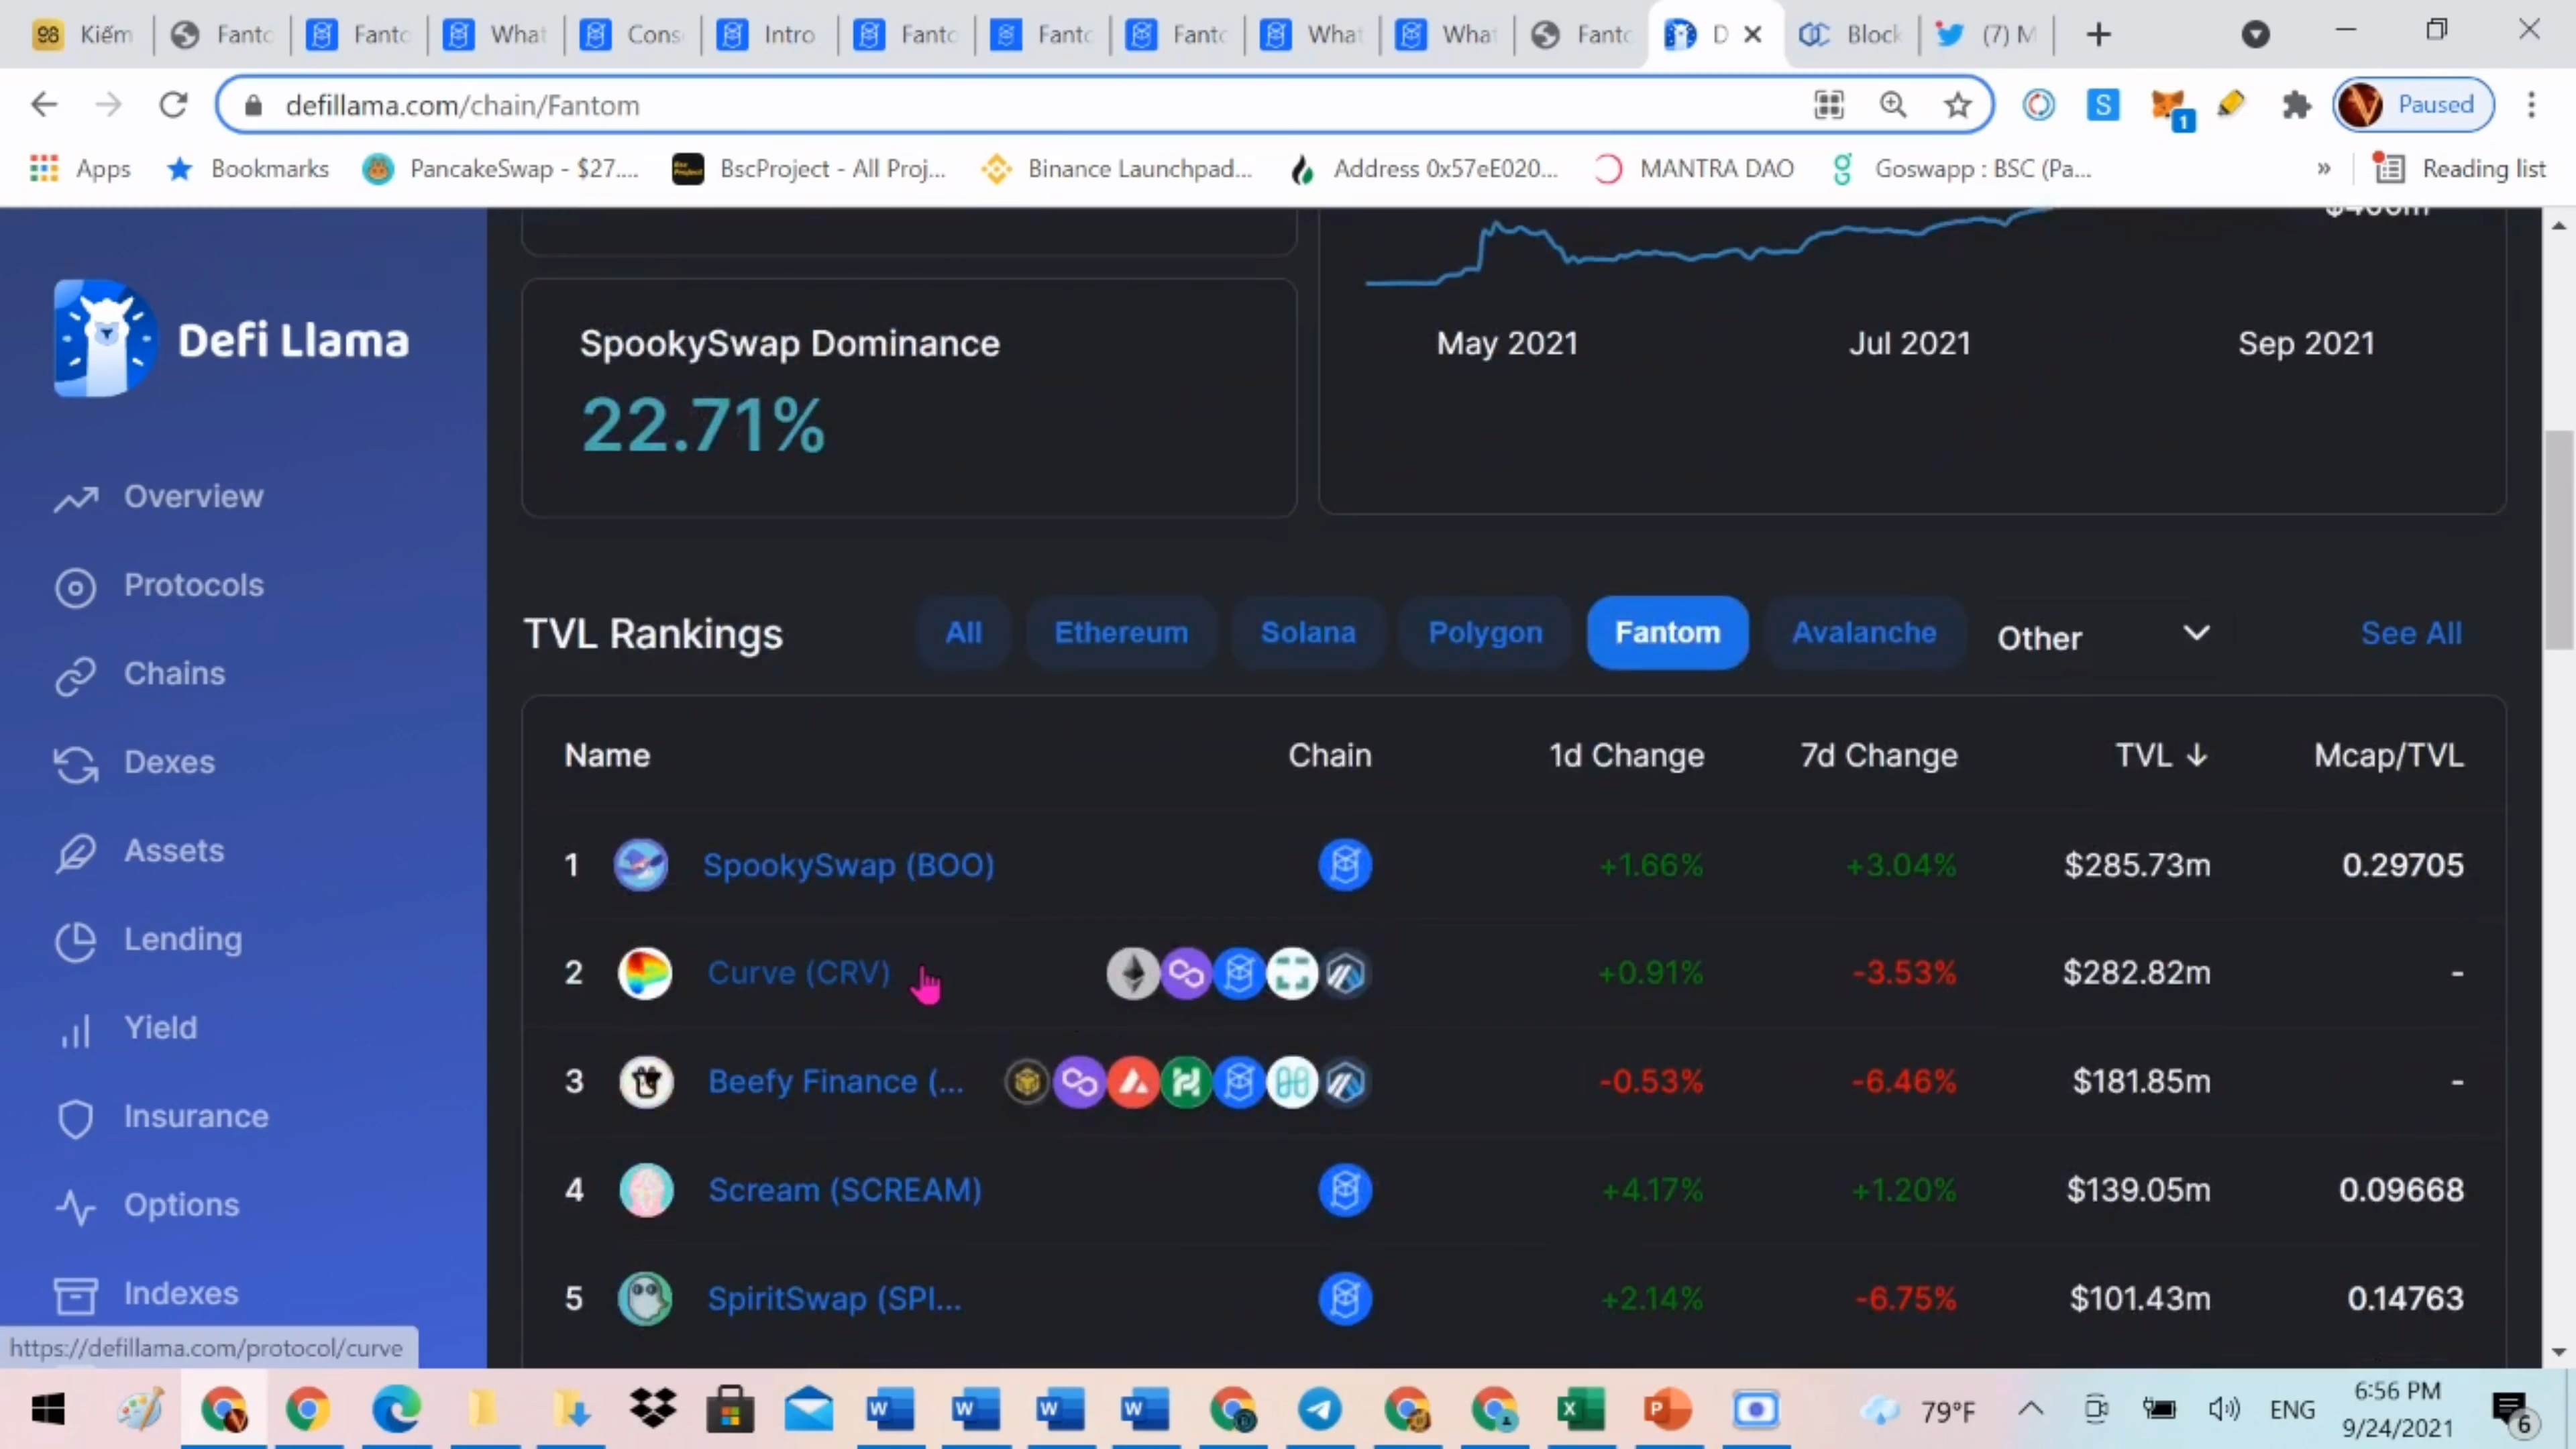 98 Kiếm
Fanto
Fanto
What
Cons
Intro
Fanto
Fanto
Fanto
What
What
Fanto
D
Block
(7) M
defillama.com/chain/Fantom
S
1
Paused
Apps
Bookmarks
PancakeSwap - $27....
BscProject - All Proj...
Binance Launchpad...
Address 0x57eE020...
MANTRA DAO
Goswapp : BSC (Pa...
»
Reading list
Defi Llama
Overview
Protocols
Chains
Dexes
Assets
Lending
Yield
Insurance
Options
Indexes
SpookySwap Dominance
22.71%
May 2021 Jul 2021 Sep 2021
TVL Rankings All Ethereum Solana Polygon Fantom Avalanche Other See All
Name Chain 1d Change 7d Change TVL ↓ Mcap/TVL
1 SpookySwap (BOO) +1.66% +3.04% $285.73m 0.29705
2 Curve (CRV) +0.91% -3.53% $282.82m -
3 Beefy Finance (... -0.53% -6.46% $181.85m -
4 Scream (SCREAM) +4.17% +1.20% $139.05m 0.09668
5 SpiritSwap (SPI... +2.14% -6.75% $101.43m 0.14763
https://defillama.com/protocol/curve
79°F
ENG
6:56 PM
9/24/2021
6